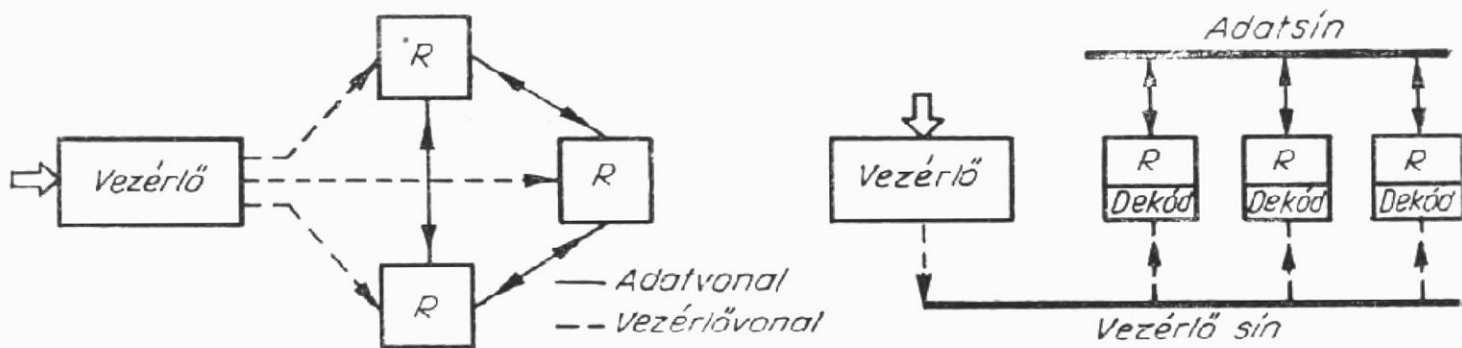 R
Vezérlő
R
R
Adatvonal
Vezérlővonal
Adatsín
Vezérlő
R
R
R
Dekód
Dekód
Dekód
Vezérlő sín